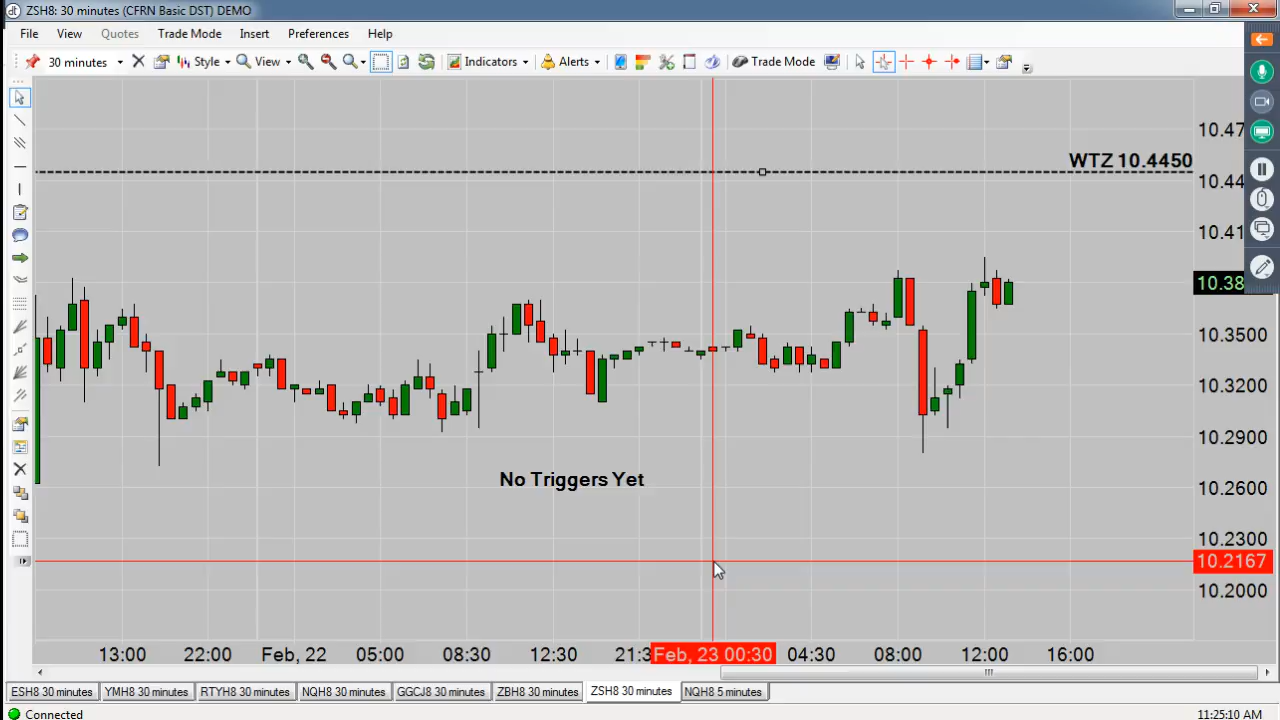 ZSH8: 30 minutes (CFRN Basic DST) DEMO
File View Quotes Trade Mode Insert Preferences Help
30 minutes Style View Indicators Alerts Trade Mode
10.47
WTZ 10.4450
10.44
10.41
10.38
10.3500
10.3200
10.2900
No Triggers Yet
10.2600
10.2300
10.2167
10.2000
13:00 22:00 Feb, 22 05:00 08:30 12:30 21:3 Feb, 23 00:30 04:30 08:00 12:00 16:00
ESH8 30 minutes YMH8 30 minutes RTYH8 30 minutes NQH8 30 minutes GGCJ8 30 minutes ZBH8 30 minutes ZSH8 30 minutes NQH8 5 minutes
Connected 11:25:10 AM